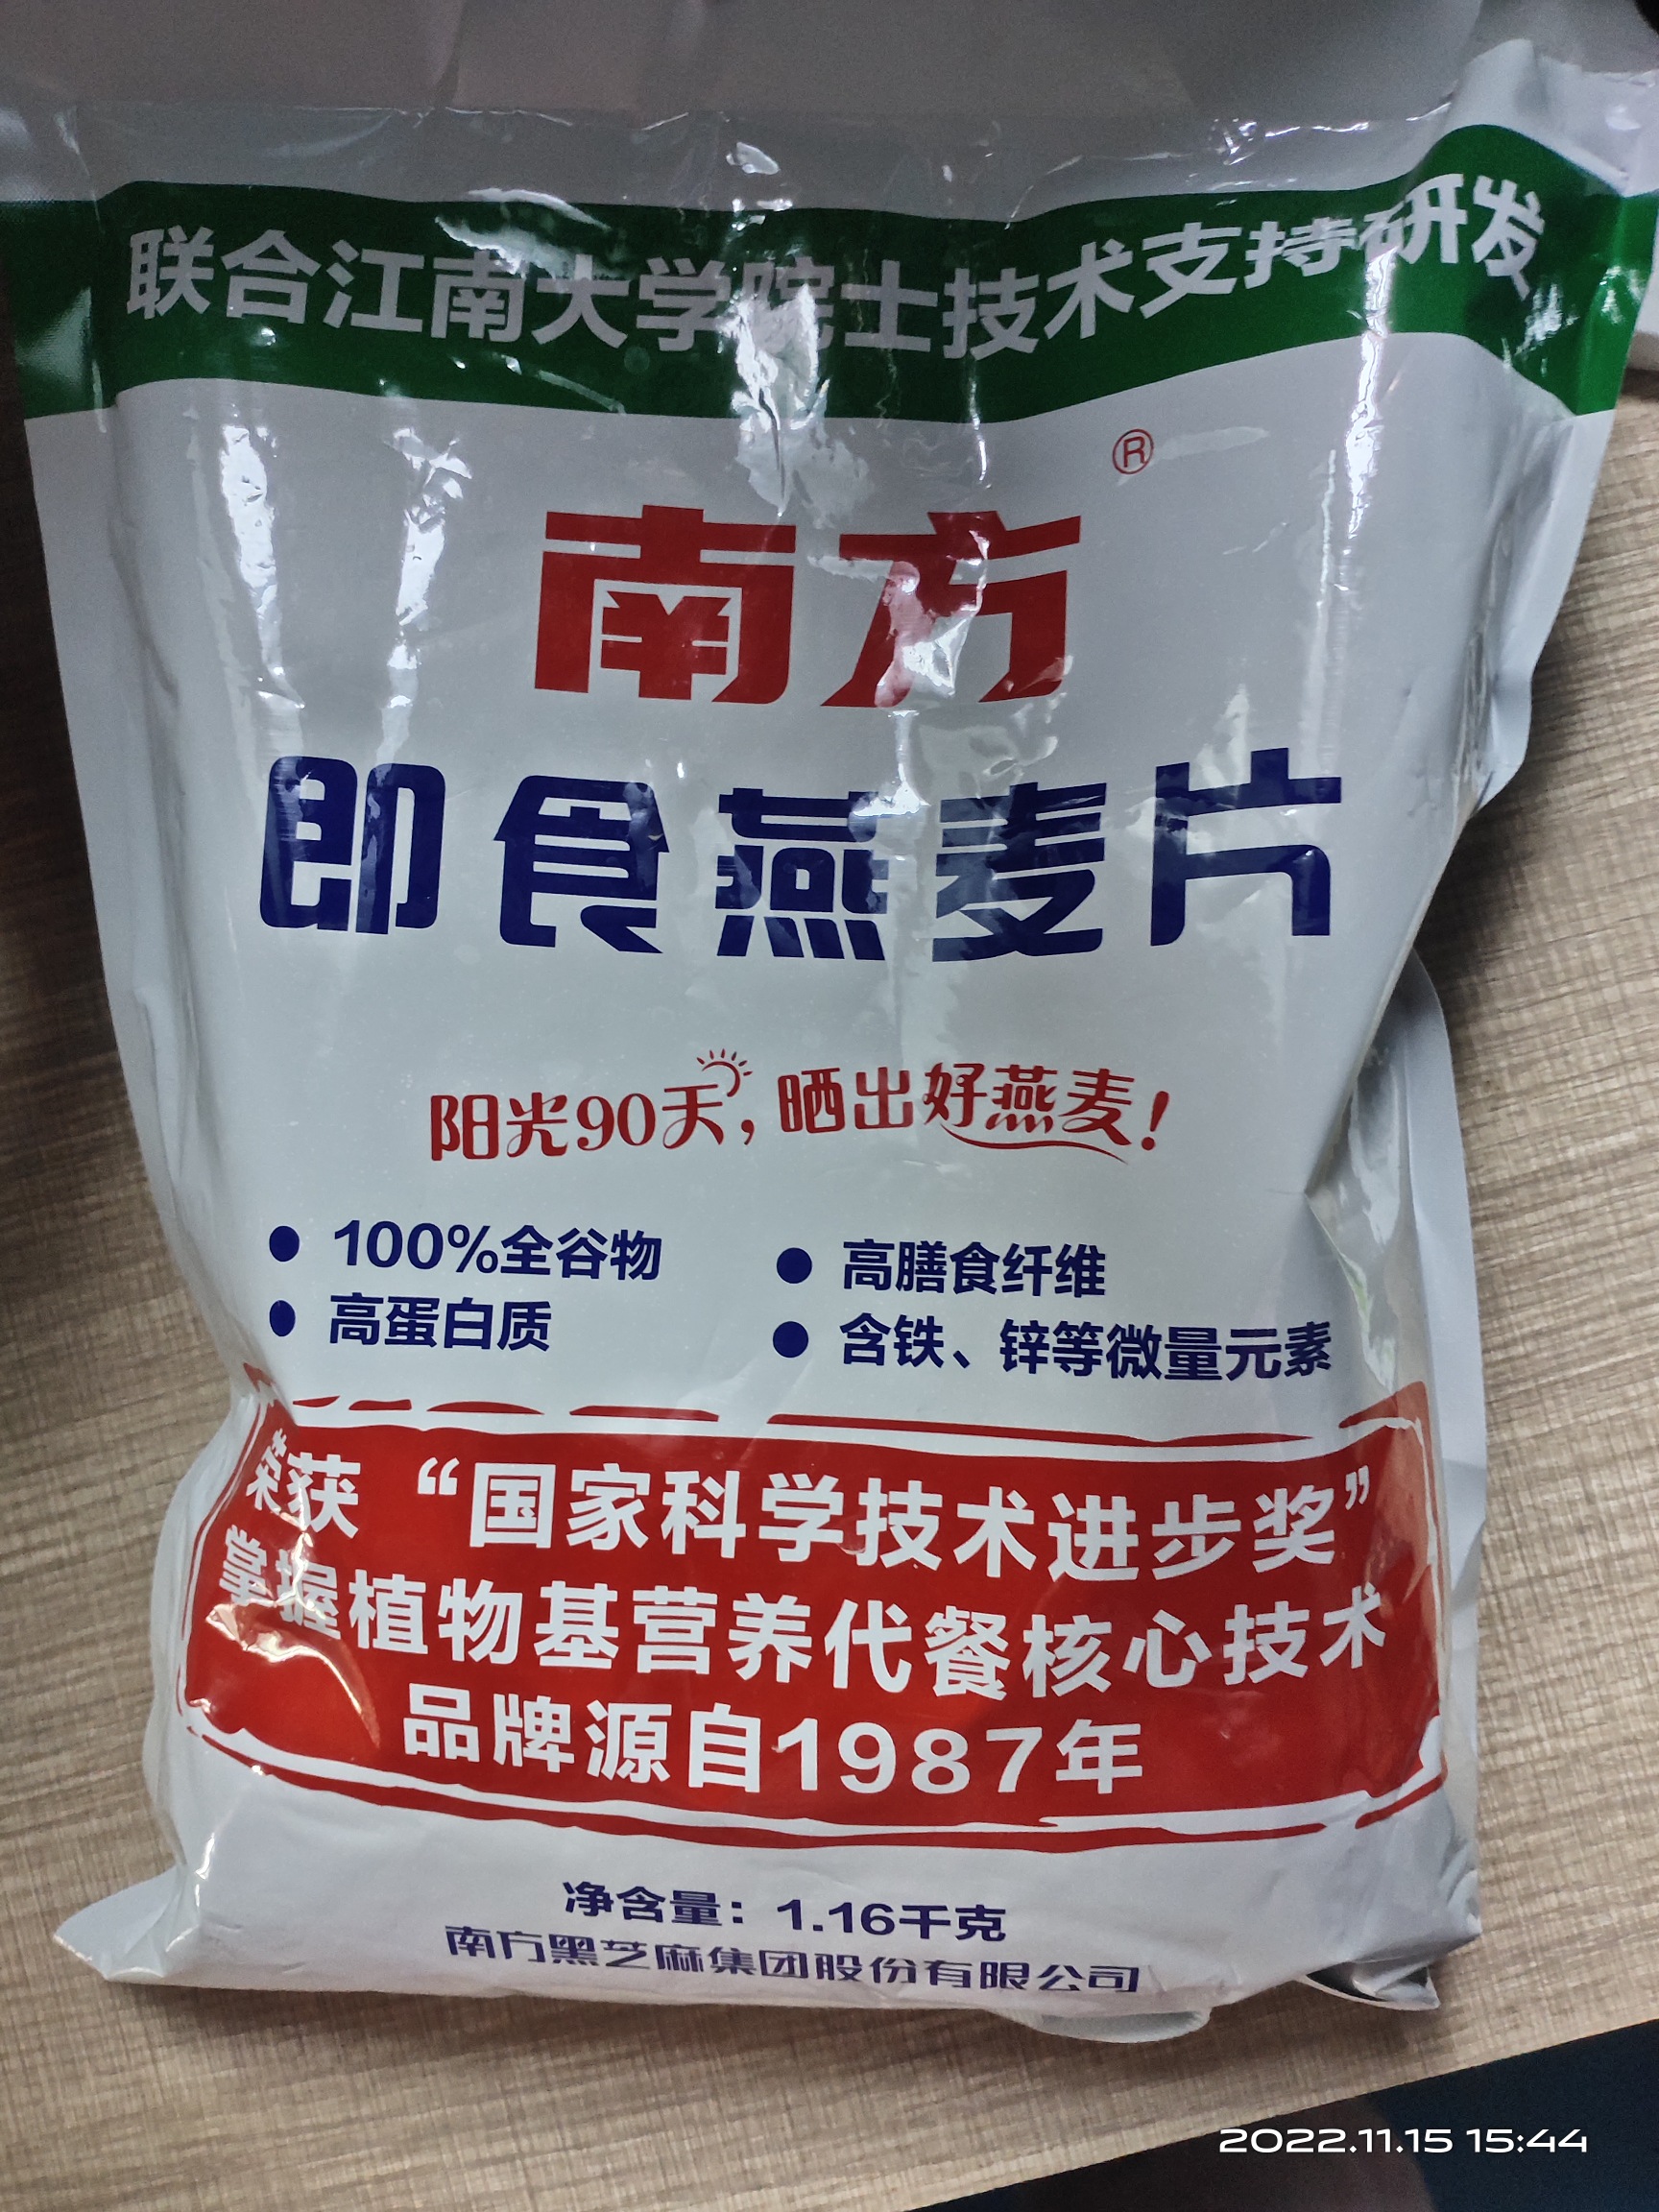 联合江南大学院士技术支持研发
®
南方
即食燕麦片
阳光90天，晒出好燕麦！
● 100%全谷物 ● 高膳食纤维
● 高蛋白质 ● 含铁、锌等微量元素
荣获“国家科学技术进步奖”
掌握植物基营养代餐核心技术
品牌源自1987年
净含量：1.16千克
南方黑芝麻集团股份有限公司
2022.11.15 15:44